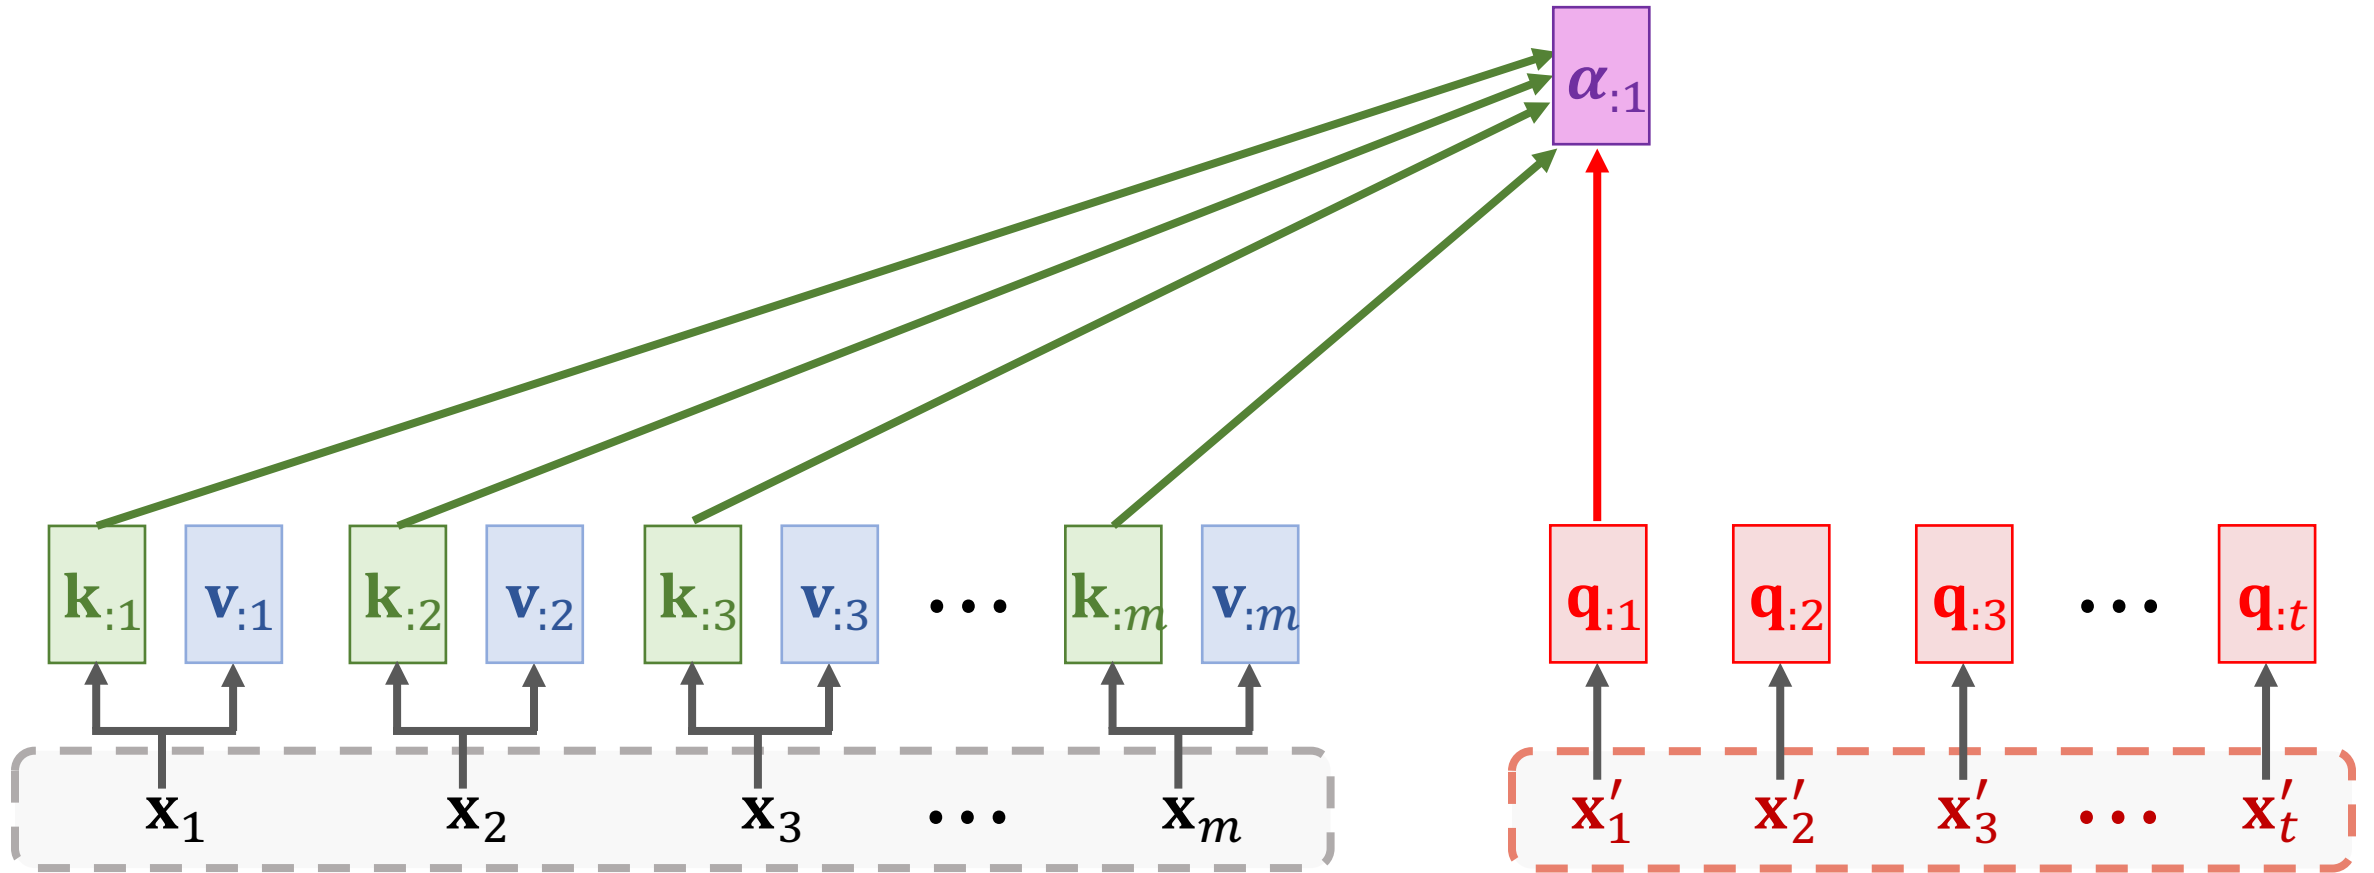 𝜶:1
k:1 v:1 k:2 v:2 k:3 v:3 ... k:m v:m q:1 q:2 q:3 ... q:t
x1 x2 x3 ... xm x′1 x′2 x′3 ... x′t